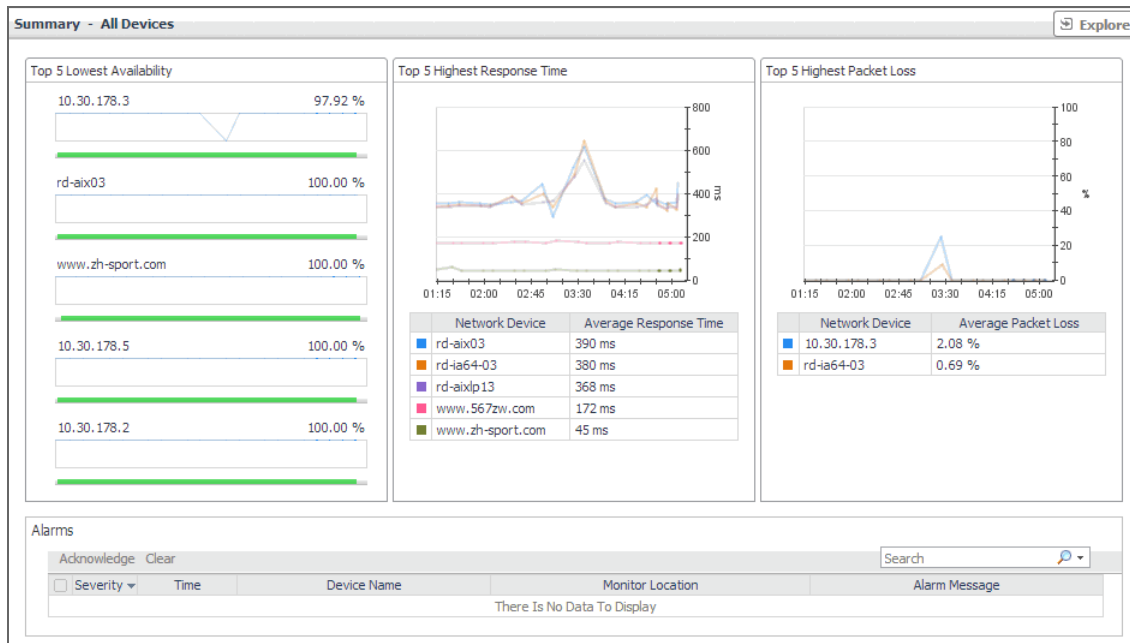 Summary - All Devices
Explore
Top 5 Lowest Availability
10.30.178.3 97.92 %
rd-aix03 100.00 %
www.zh-sport.com 100.00 %
10.30.178.5 100.00 %
10.30.178.2 100.00 %
Top 5 Highest Response Time
800
600
400
200
0
ms
01:15 02:00 02:45 03:30 04:15 05:00
Network Device Average Response Time
rd-aix03 390 ms
rd-ia64-03 380 ms
rd-aixlp13 368 ms
www.567zw.com 172 ms
www.zh-sport.com 45 ms
Top 5 Highest Packet Loss
100
80
60
40
20
0
%
01:15 02:00 02:45 03:30 04:15 05:00
Network Device Average Packet Loss
10.30.178.3 2.08 %
rd-ia64-03 0.69 %
Alarms
Acknowledge Clear Search
Severity Time Device Name Monitor Location Alarm Message
There Is No Data To Display